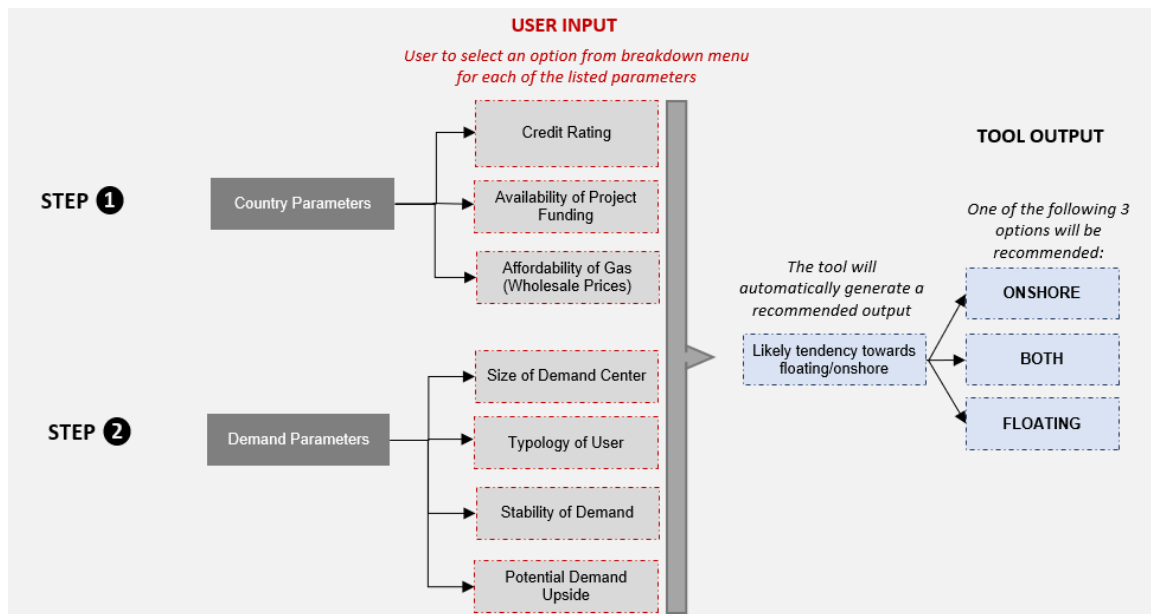 USER INPUT
User to select an option from breakdown menu
for each of the listed parameters
STEP 1
Country Parameters
Credit Rating
Availability of Project
Funding
Affordability of Gas
(Wholesale Prices)
STEP 2
Demand Parameters
Size of Demand Center
Typology of User
Stability of Demand
Potential Demand
Upside
The tool will
automatically generate a
recommended output
Likely tendency towards
floating/onshore
TOOL OUTPUT
One of the following 3
options will be
recommended:
ONSHORE
BOTH
FLOATING